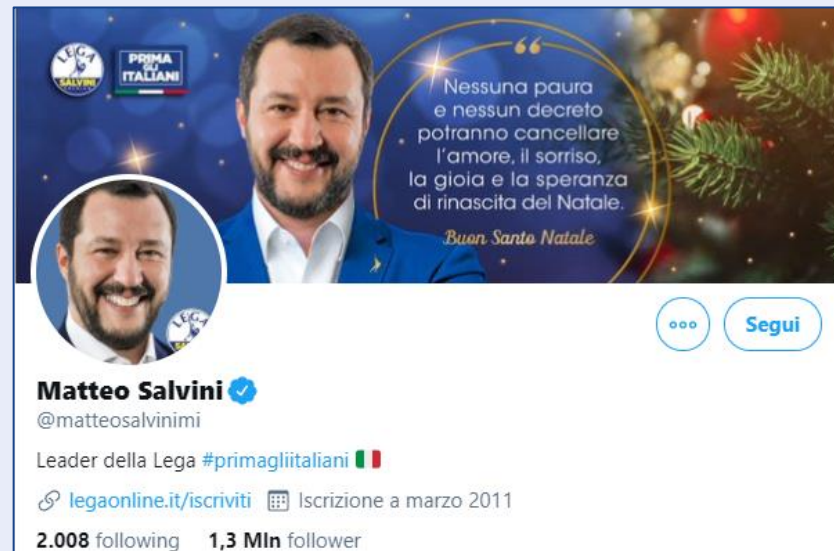 LEGA
SALVINI
PREMIER
PRIMA
GLI
ITALIANI
“
Nessuna paura
e nessun decreto
potranno cancellare
l'amore, il sorriso,
la gioia e la speranza
di rinascita del Natale.
Buon Santo Natale
LEGA
Segui
Matteo Salvini
@matteosalvinimi
Leader della Lega #primagliitaliani 🇮🇹
legaonline.it/iscriviti Iscrizione a marzo 2011
2.008 following 1,3 Mln follower